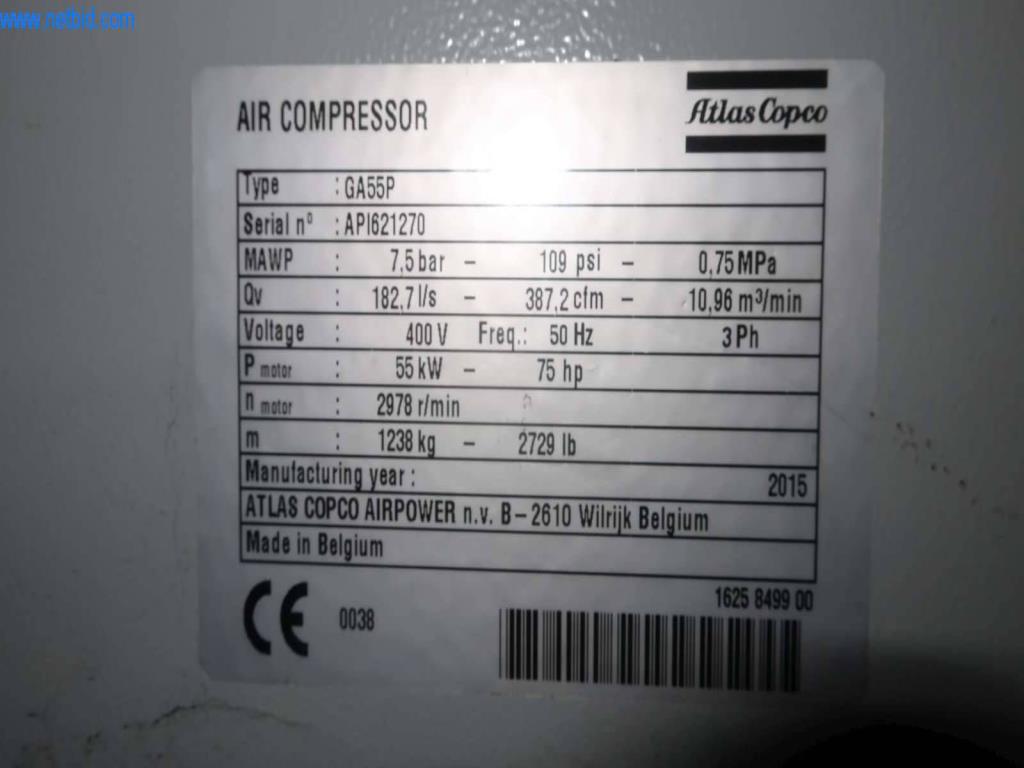 www.netbid.com
AIR COMPRESSOR
Atlas Copco
Type : GA55P
Serial nº : API621270
MAWP : 7,5 bar – 109 psi – 0,75 MPa
Qv : 182,7 l/s – 387,2 cfm – 10,96 m³/min
Voltage : 400 V Freq.: 50 Hz 3 Ph
P motor : 55 kW – 75 hp
n motor : 2978 r/min
m : 1238 kg – 2729 lb
Manufacturing year : 2015
ATLAS COPCO AIRPOWER n.v. B – 2610 Wilrijk Belgium
Made in Belgium
1625 8499 00
CE 0038